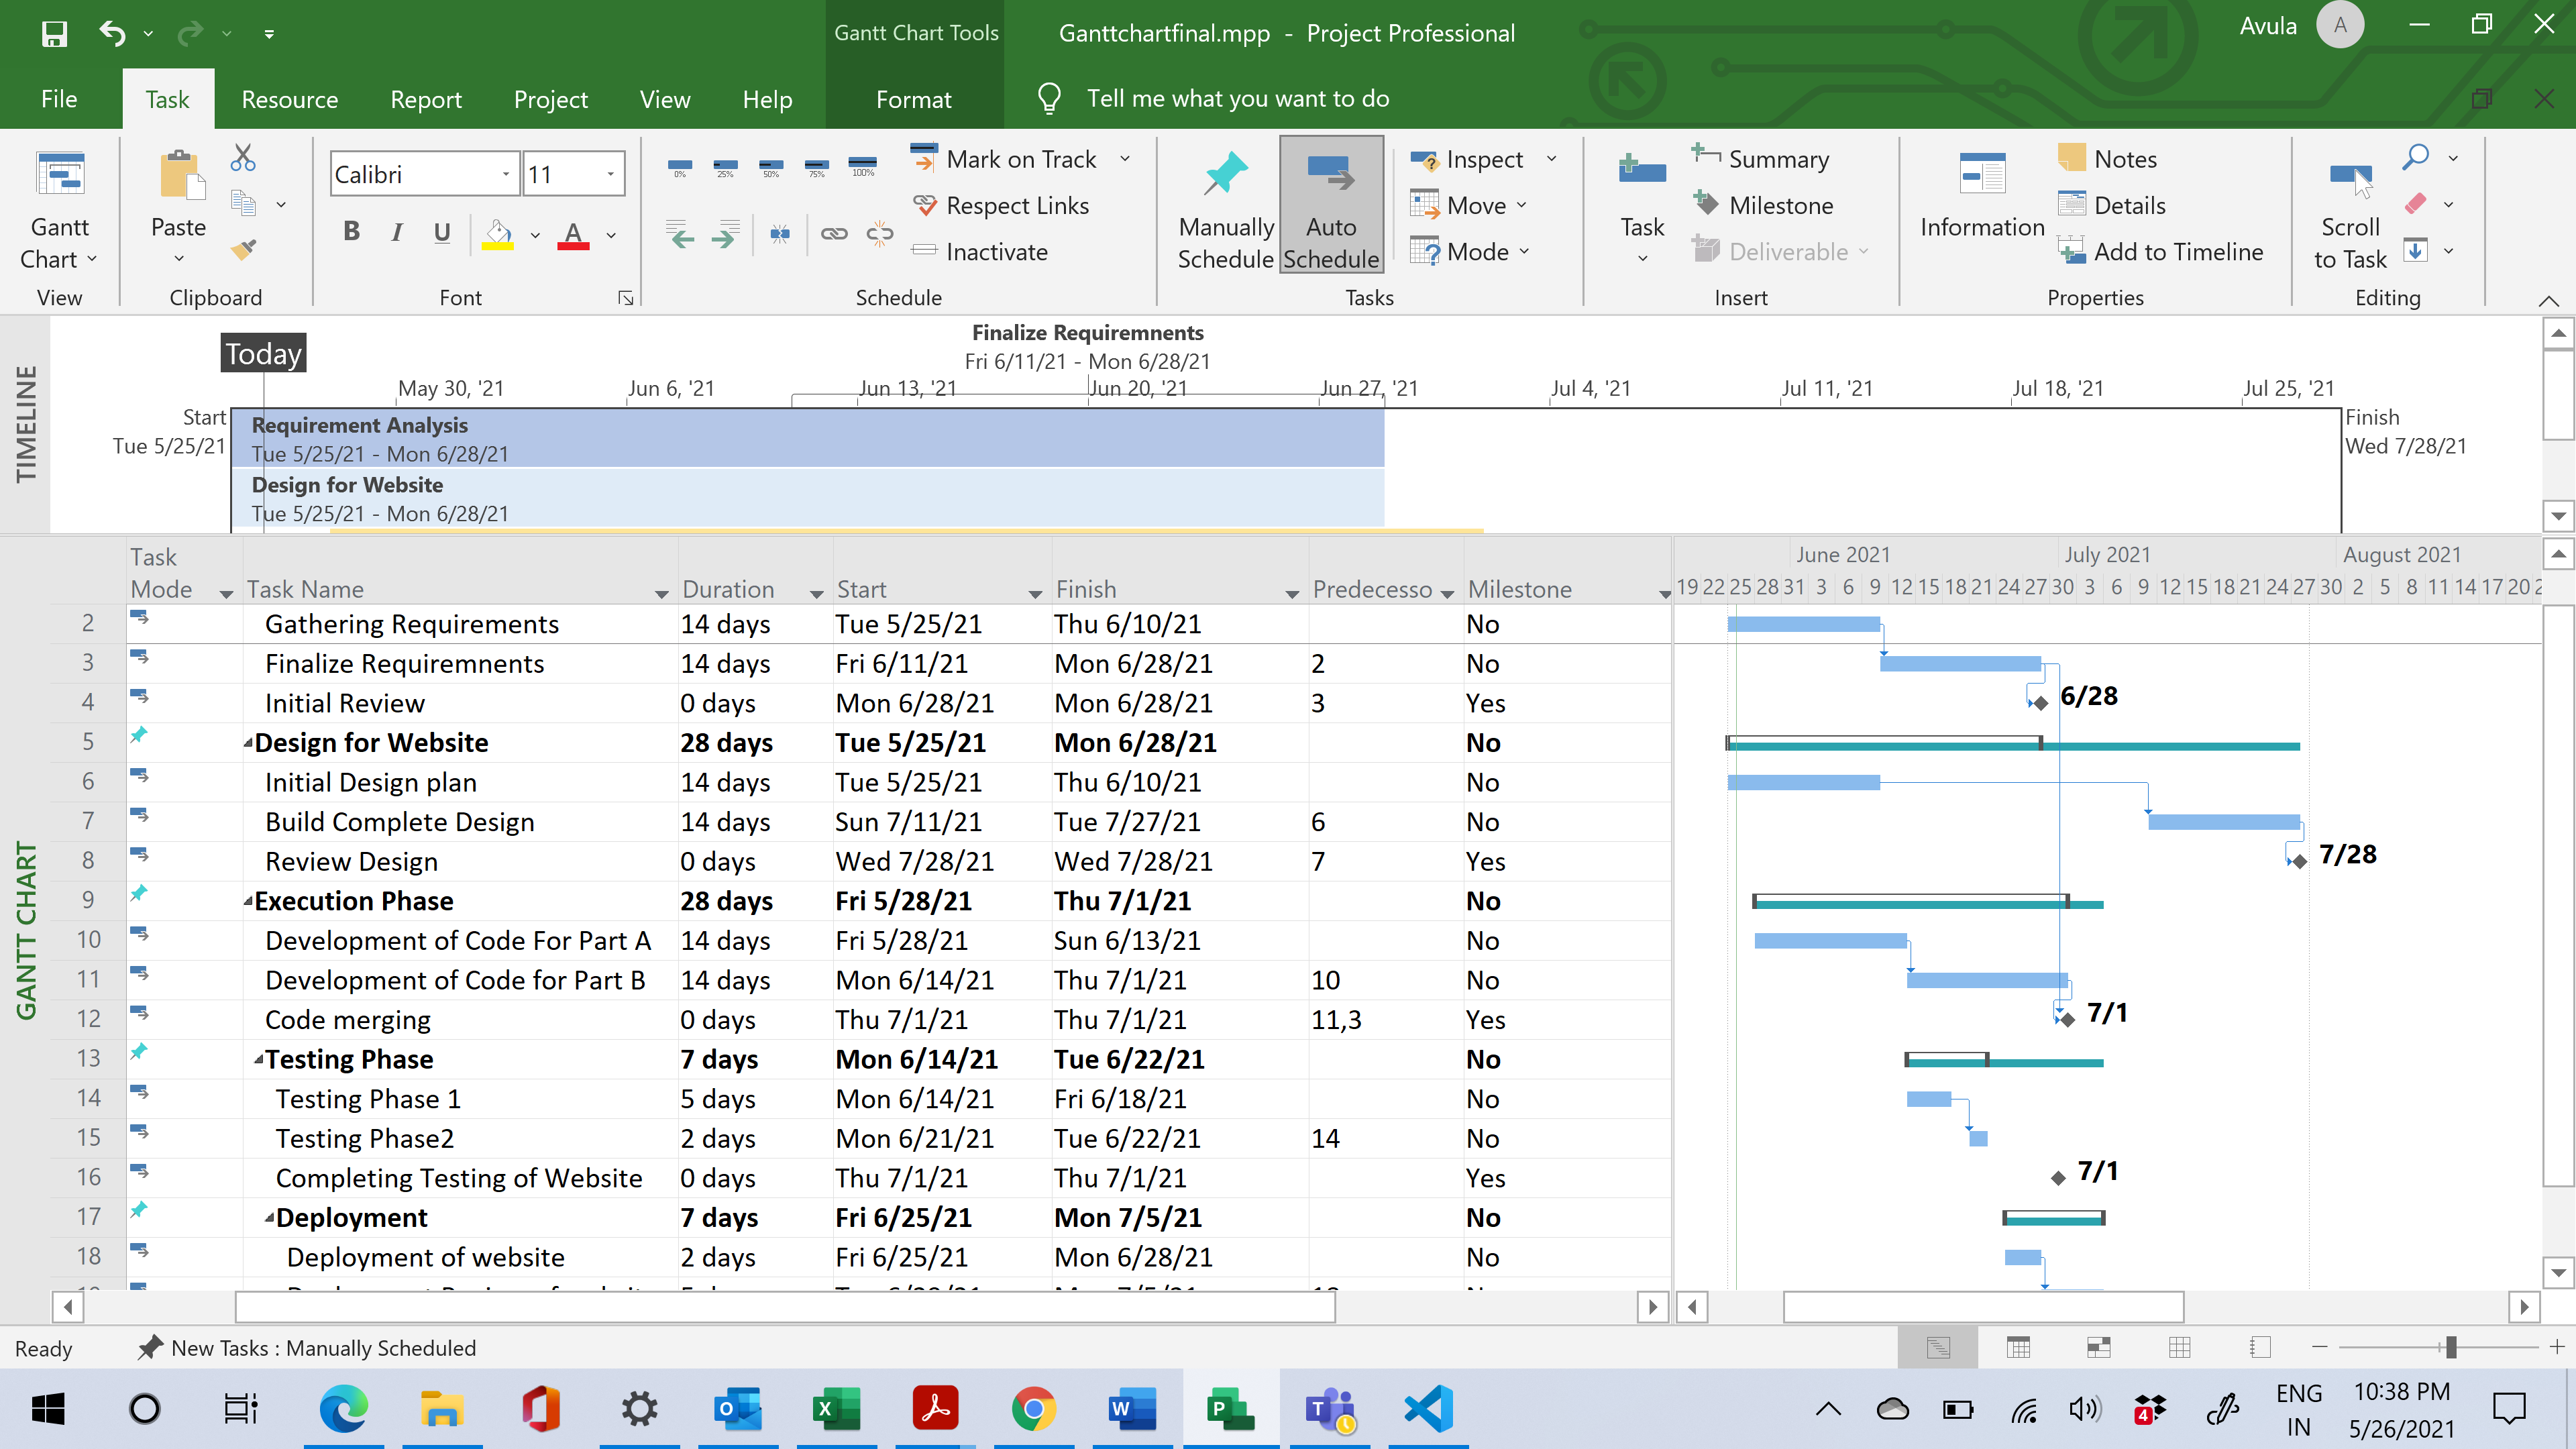 Gantt Chart Tools
Ganttchartfinal.mpp - Project Professional
Avula
A
File Task Resource Report Project View Help Format Tell me what you want to do
Gantt
Chart
View
Paste
Clipboard
Calibri 11
B I U A
Font
0% 25% 50% 75% 100%
Mark on Track
Respect Links
Inactivate
Schedule
Manually
Schedule
Auto
Schedule
Inspect
Move
Mode
Tasks
Task
Summary
Milestone
Deliverable
Insert
Information
Notes
Details
Add to Timeline
Properties
Scroll
to Task
Editing
TIMELINE
Today
Finalize Requiremnents
Fri 6/11/21 - Mon 6/28/21
May 30, '21 Jun 6, '21 Jun 13, '21 Jun 20, '21 Jun 27, '21 Jul 4, '21 Jul 11, '21 Jul 18, '21 Jul 25, '21
Start
Tue 5/25/21
Requirement Analysis
Tue 5/25/21 - Mon 6/28/21
Design for Website
Tue 5/25/21 - Mon 6/28/21
Finish
Wed 7/28/21
GANTT CHART
Task
Mode Task Name Duration Start Finish Predecesso Milestone
2 Gathering Requirements 14 days Tue 5/25/21 Thu 6/10/21 No
3 Finalize Requiremnents 14 days Fri 6/11/21 Mon 6/28/21 2 No
4 Initial Review 0 days Mon 6/28/21 Mon 6/28/21 3 Yes
5 Design for Website 28 days Tue 5/25/21 Mon 6/28/21 No
6 Initial Design plan 14 days Tue 5/25/21 Thu 6/10/21 No
7 Build Complete Design 14 days Sun 7/11/21 Tue 7/27/21 6 No
8 Review Design 0 days Wed 7/28/21 Wed 7/28/21 7 Yes
9 Execution Phase 28 days Fri 5/28/21 Thu 7/1/21 No
10 Development of Code For Part A 14 days Fri 5/28/21 Sun 6/13/21 No
11 Development of Code for Part B 14 days Mon 6/14/21 Thu 7/1/21 10 No
12 Code merging 0 days Thu 7/1/21 Thu 7/1/21 11,3 Yes
13 Testing Phase 7 days Mon 6/14/21 Tue 6/22/21 No
14 Testing Phase 1 5 days Mon 6/14/21 Fri 6/18/21 No
15 Testing Phase2 2 days Mon 6/21/21 Tue 6/22/21 14 No
16 Completing Testing of Website 0 days Thu 7/1/21 Thu 7/1/21 Yes
17 Deployment 7 days Fri 6/25/21 Mon 7/5/21 No
18 Deployment of website 2 days Fri 6/25/21 Mon 6/28/21 No
June 2021 July 2021 August 2021
19 22 25 28 31 3 6 9 12 15 18 21 24 27 30 3 6 9 12 15 18 21 24 27 30 2 5 8 11 14 17 20
6/28
7/28
7/1
7/1
Ready New Tasks : Manually Scheduled
4
ENG
IN
10:38 PM
5/26/2021